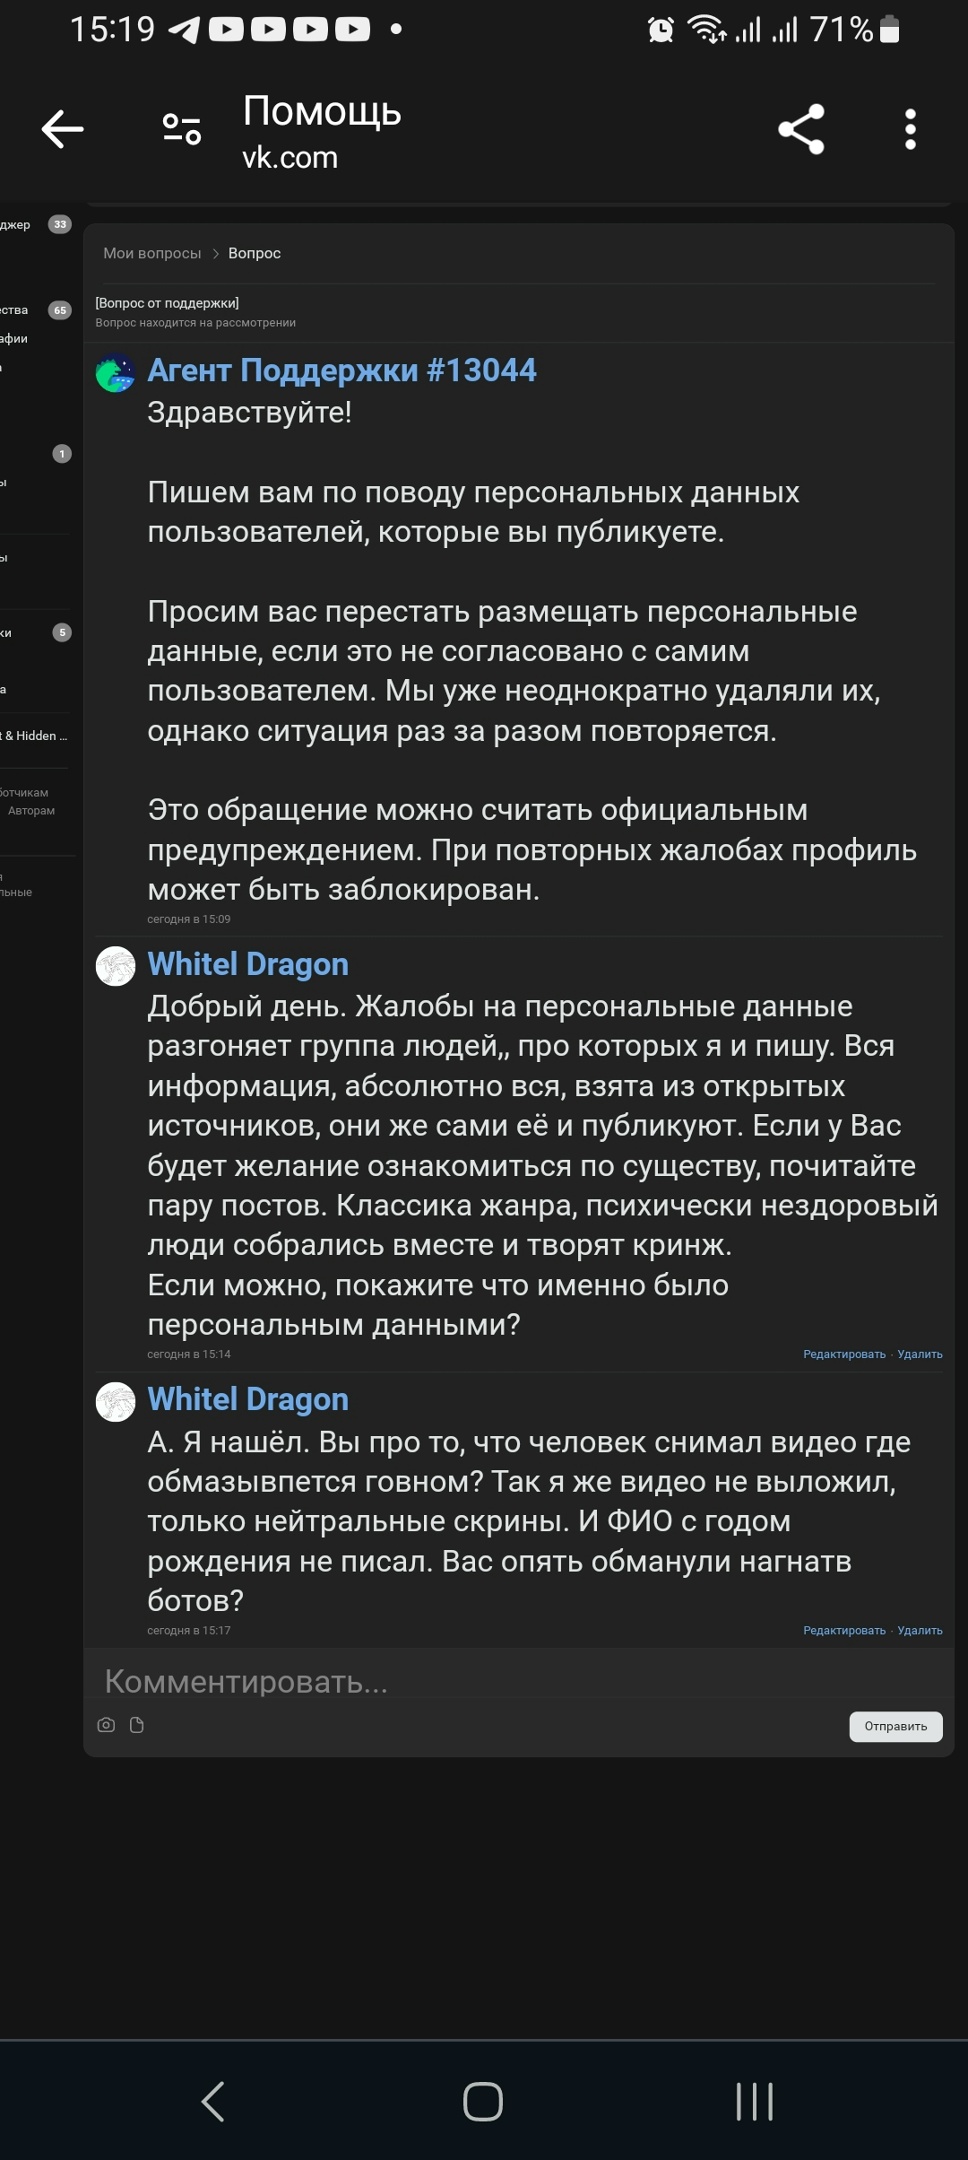 15:19
71%
Помощь
vk.com
джер 33
ества 65
афии
а
1
ы
ы
ки 5
а
t & Hidden ...
ботчикам
Авторам
я
льные
Мои вопросы > Вопрос
[Вопрос от поддержки]
Вопрос находится на рассмотрении
Агент Поддержки #13044
Здравствуйте!
Пишем вам по поводу персональных данных
пользователей, которые вы публикуете.
Просим вас перестать размещать персональные
данные, если это не согласовано с самим
пользователем. Мы уже неоднократно удаляли их,
однако ситуация раз за разом повторяется.
Это обращение можно считать официальным
предупреждением. При повторных жалобах профиль
может быть заблокирован.
сегодня в 15:09
Whitel Dragon
Добрый день. Жалобы на персональные данные
разгоняет группа людей,, про которых я и пишу. Вся
информация, абсолютно вся, взята из открытых
источников, они же сами её и публикуют. Если у Вас
будет желание ознакомиться по существу, почитайте
пару постов. Классика жанра, психически нездоровый
люди собрались вместе и творят кринж.
Если можно, покажите что именно было
персональным данными?
сегодня в 15:14
Редактировать · Удалить
Whitel Dragon
А. Я нашёл. Вы про то, что человек снимал видео где
обмазывпется говном? Так я же видео не выложил,
только нейтральные скрины. И ФИО с годом
рождения не писал. Вас опять обманули нагнатв
ботов?
сегодня в 15:17
Редактировать · Удалить
Комментировать...
Отправить